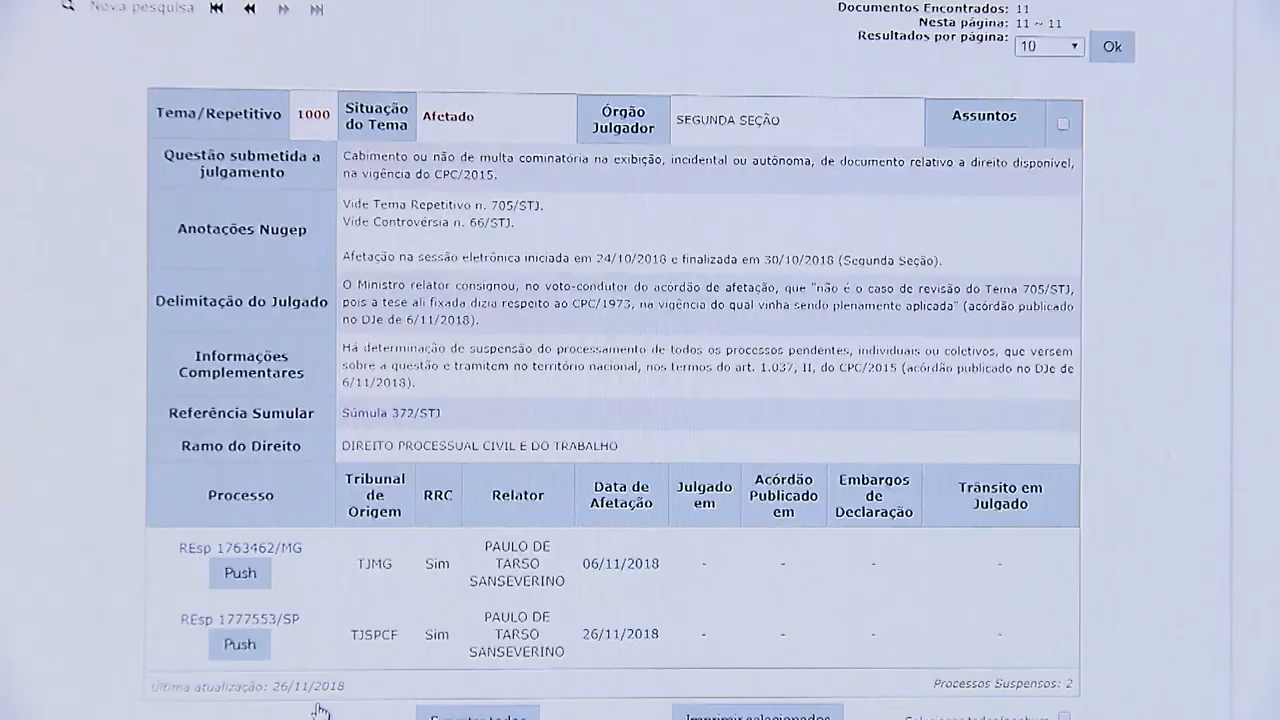 Nova pesquisa
Documentos Encontrados: 11
Nesta página: 11 ~ 11
Resultados por página: 10 Ok
Tema/Repetitivo 1000 Situação do Tema Afetado Órgão Julgador SEGUNDA SEÇÃO Assuntos
Questão submetida a julgamento
Cabimento ou não de multa cominatória na exibição, incidental ou autônoma, de documento relativo a direito disponível,
na vigência do CPC/2015.
Anotações Nugep
Vide Tema Repetitivo n. 705/STJ.
Vide Controvérsia n. 66/STJ.
Afetação na sessão eletrônica iniciada em 24/10/2018 e finalizada em 30/10/2018 (Segunda Seção).
Delimitação do Julgado
O Ministro relator consignou, no voto-condutor do acórdão de afetação, que "não é o caso de revisão do Tema 705/STJ,
pois a tese ali fixada dizia respeito ao CPC/1973, na vigência do qual vinha sendo plenamente aplicada" (acórdão publicado
no DJe de 6/11/2018).
Informações Complementares
Há determinação de suspensão do processamento de todos os processos pendentes, individuais ou coletivos, que versem
sobre a questão e tramitem no território nacional, nos termos do art. 1.037, II, do CPC/2015 (acórdão publicado no DJe de
6/11/2018).
Referência Sumular
Súmula 372/STJ
Ramo do Direito
DIREITO PROCESSUAL CIVIL E DO TRABALHO
Processo Tribunal de Origem RRC Relator Data de Afetação Julgado em Acórdão Publicado em Embargos de Declaração Trânsito em Julgado
REsp 1763462/MG Push TJMG Sim PAULO DE TARSO SANSEVERINO 06/11/2018 - - - -
REsp 1777553/SP Push TJSPCF Sim PAULO DE TARSO SANSEVERINO 26/11/2018 - - - -
Última atualização: 26/11/2018
Processos Suspensos: 2
Imprimir selecionados